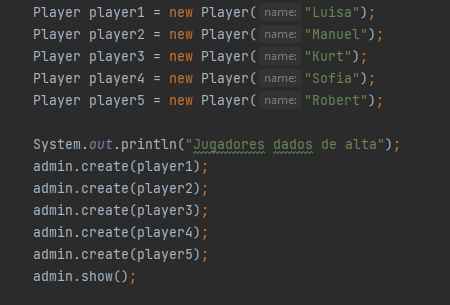 Player player1 = new Player( name: "Luisa");
Player player2 = new Player( name: "Manuel");
Player player3 = new Player( name: "Kurt");
Player player4 = new Player( name: "Sofia");
Player player5 = new Player( name: "Robert");
System.out.println("Jugadores dados de alta");
admin.create(player1);
admin.create(player2);
admin.create(player3);
admin.create(player4);
admin.create(player5);
admin.show();